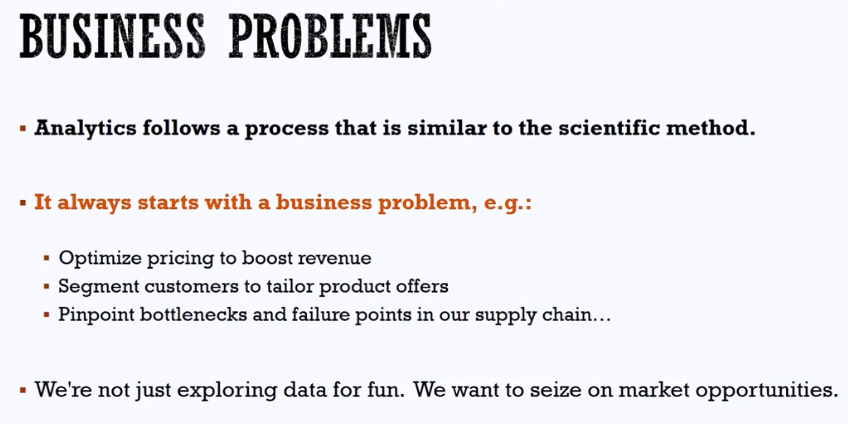 BUSINESS PROBLEMS
Analytics follows a process that is similar to the scientific method.
It always starts with a business problem, e.g.:
Optimize pricing to boost revenue
Segment customers to tailor product offers
Pinpoint bottlenecks and failure points in our supply chain...
We're not just exploring data for fun. We want to seize on market opportunities.